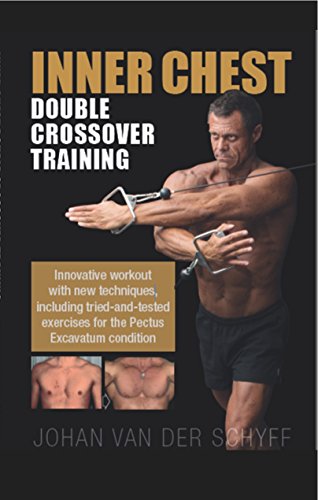 INNER CHEST
DOUBLE
CROSSOVER
TRAINING
Innovative workout
with new techniques,
including tried-and-tested
exercises for the Pectus
Excavatum condition
JOHAN VAN DER SCHYFF